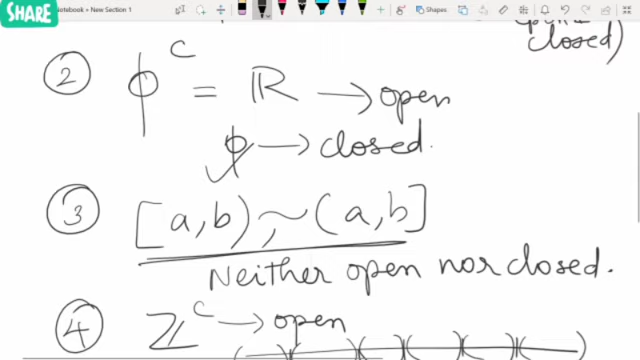 SHARE
Notebook » New Section 1
Shapes
closed)
② ϕᶜ = ℝ → open
ϕ → closed.
③ [a,b) ,~ (a,b]
Neither open nor closed.
④ ℤᶜ → open